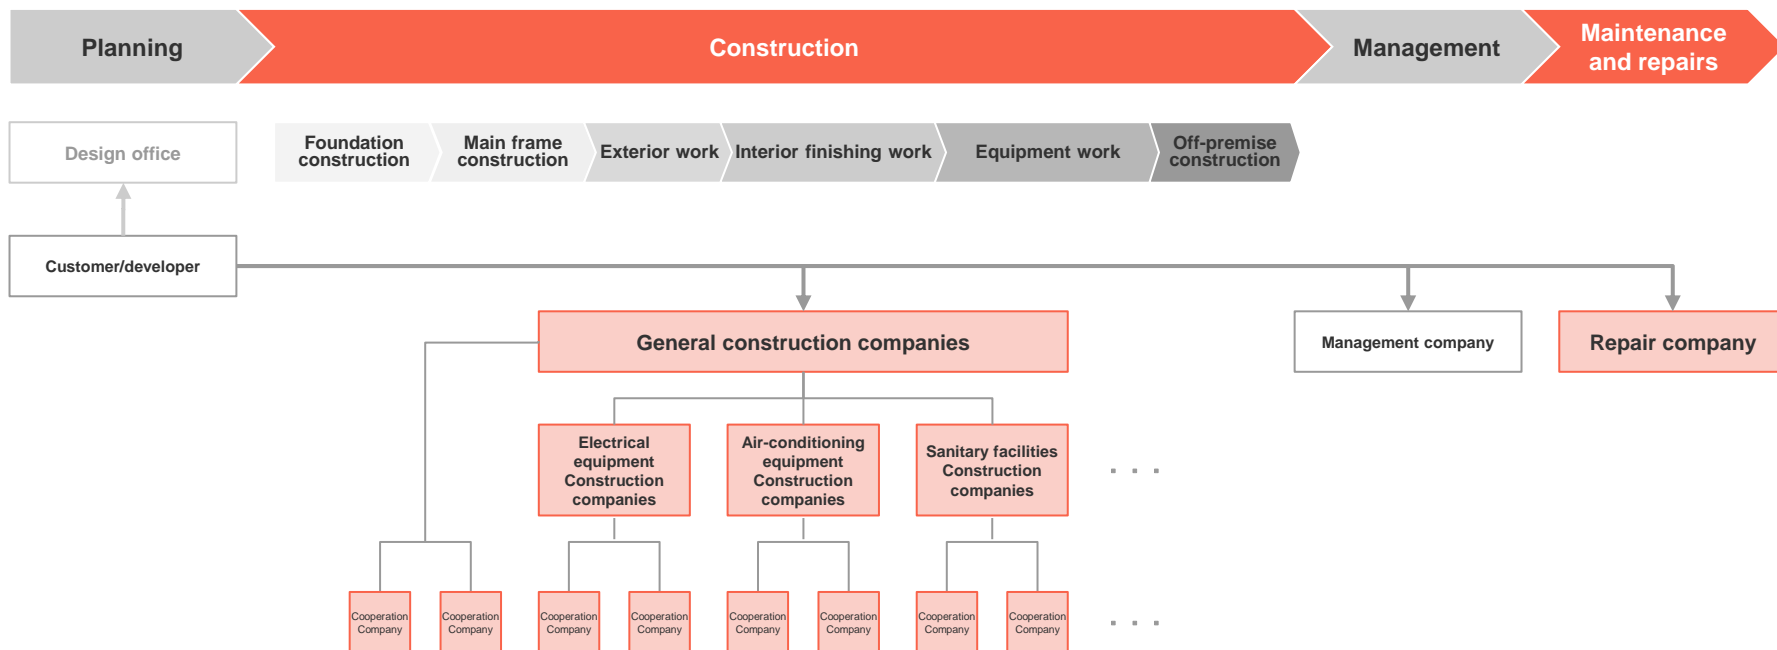 Planning
Construction
Management
Maintenance
and repairs
Design office
Foundation
construction
Main frame
construction
Exterior work
Interior finishing work
Equipment work
Off-premise
construction
Customer/developer
General construction companies
Management company
Repair company
Electrical
equipment
Construction
companies
Air-conditioning
equipment
Construction
companies
Sanitary facilities
Construction
companies
. . .
Cooperation
Company
Cooperation
Company
Cooperation
Company
Cooperation
Company
Cooperation
Company
Cooperation
Company
Cooperation
Company
Cooperation
Company
. . .